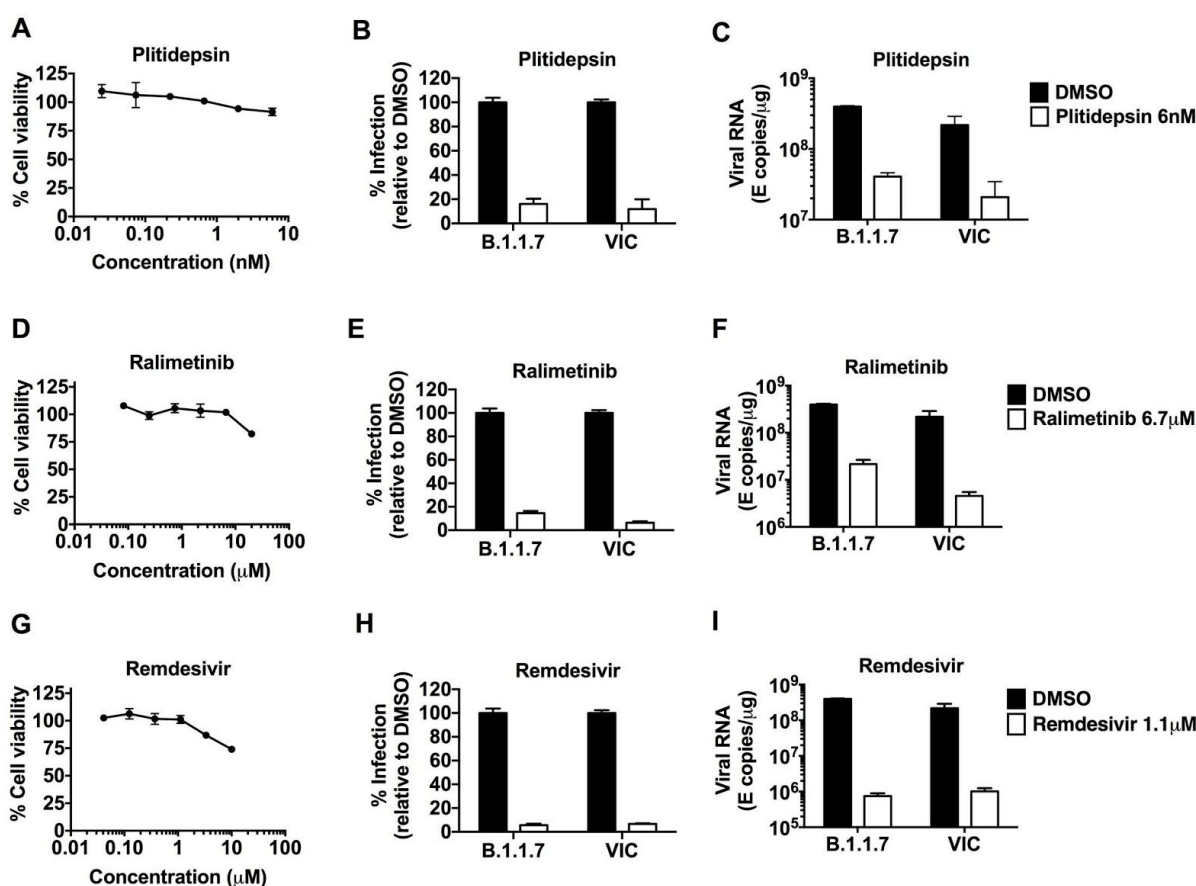 A
Plitidepsin
% Cell viability
125
100
75
50
25
0
0.01 0.10 1 10
Concentration (nM)
B
Plitidepsin
% Infection
(relative to DMSO)
120
100
80
60
40
20
0
B.1.1.7 VIC
C
Plitidepsin
Viral RNA
(E copies/μg)
10⁹
10⁸
10⁷
B.1.1.7 VIC
DMSO
Plitidepsin 6nM
D
Ralimetinib
% Cell viability
125
100
75
50
25
0
0.01 0.10 1 10 100
Concentration (μM)
E
Ralimetinib
% Infection
(relative to DMSO)
120
100
80
60
40
20
0
B.1.1.7 VIC
F
Ralimetinib
Viral RNA
(E copies/μg)
10⁹
10⁸
10⁷
10⁶
B.1.1.7 VIC
DMSO
Ralimetinib 6.7μM
G
Remdesivir
% Cell viability
125
100
75
50
25
0
0.01 0.10 1 10 100
Concentration (μM)
H
Remdesivir
% Infection
(relative to DMSO)
120
100
80
60
40
20
0
B.1.1.7 VIC
I
Remdesivir
Viral RNA
(E copies/μg)
10⁹
10⁸
10⁷
10⁶
10⁵
B.1.1.7 VIC
DMSO
Remdesivir 1.1μM